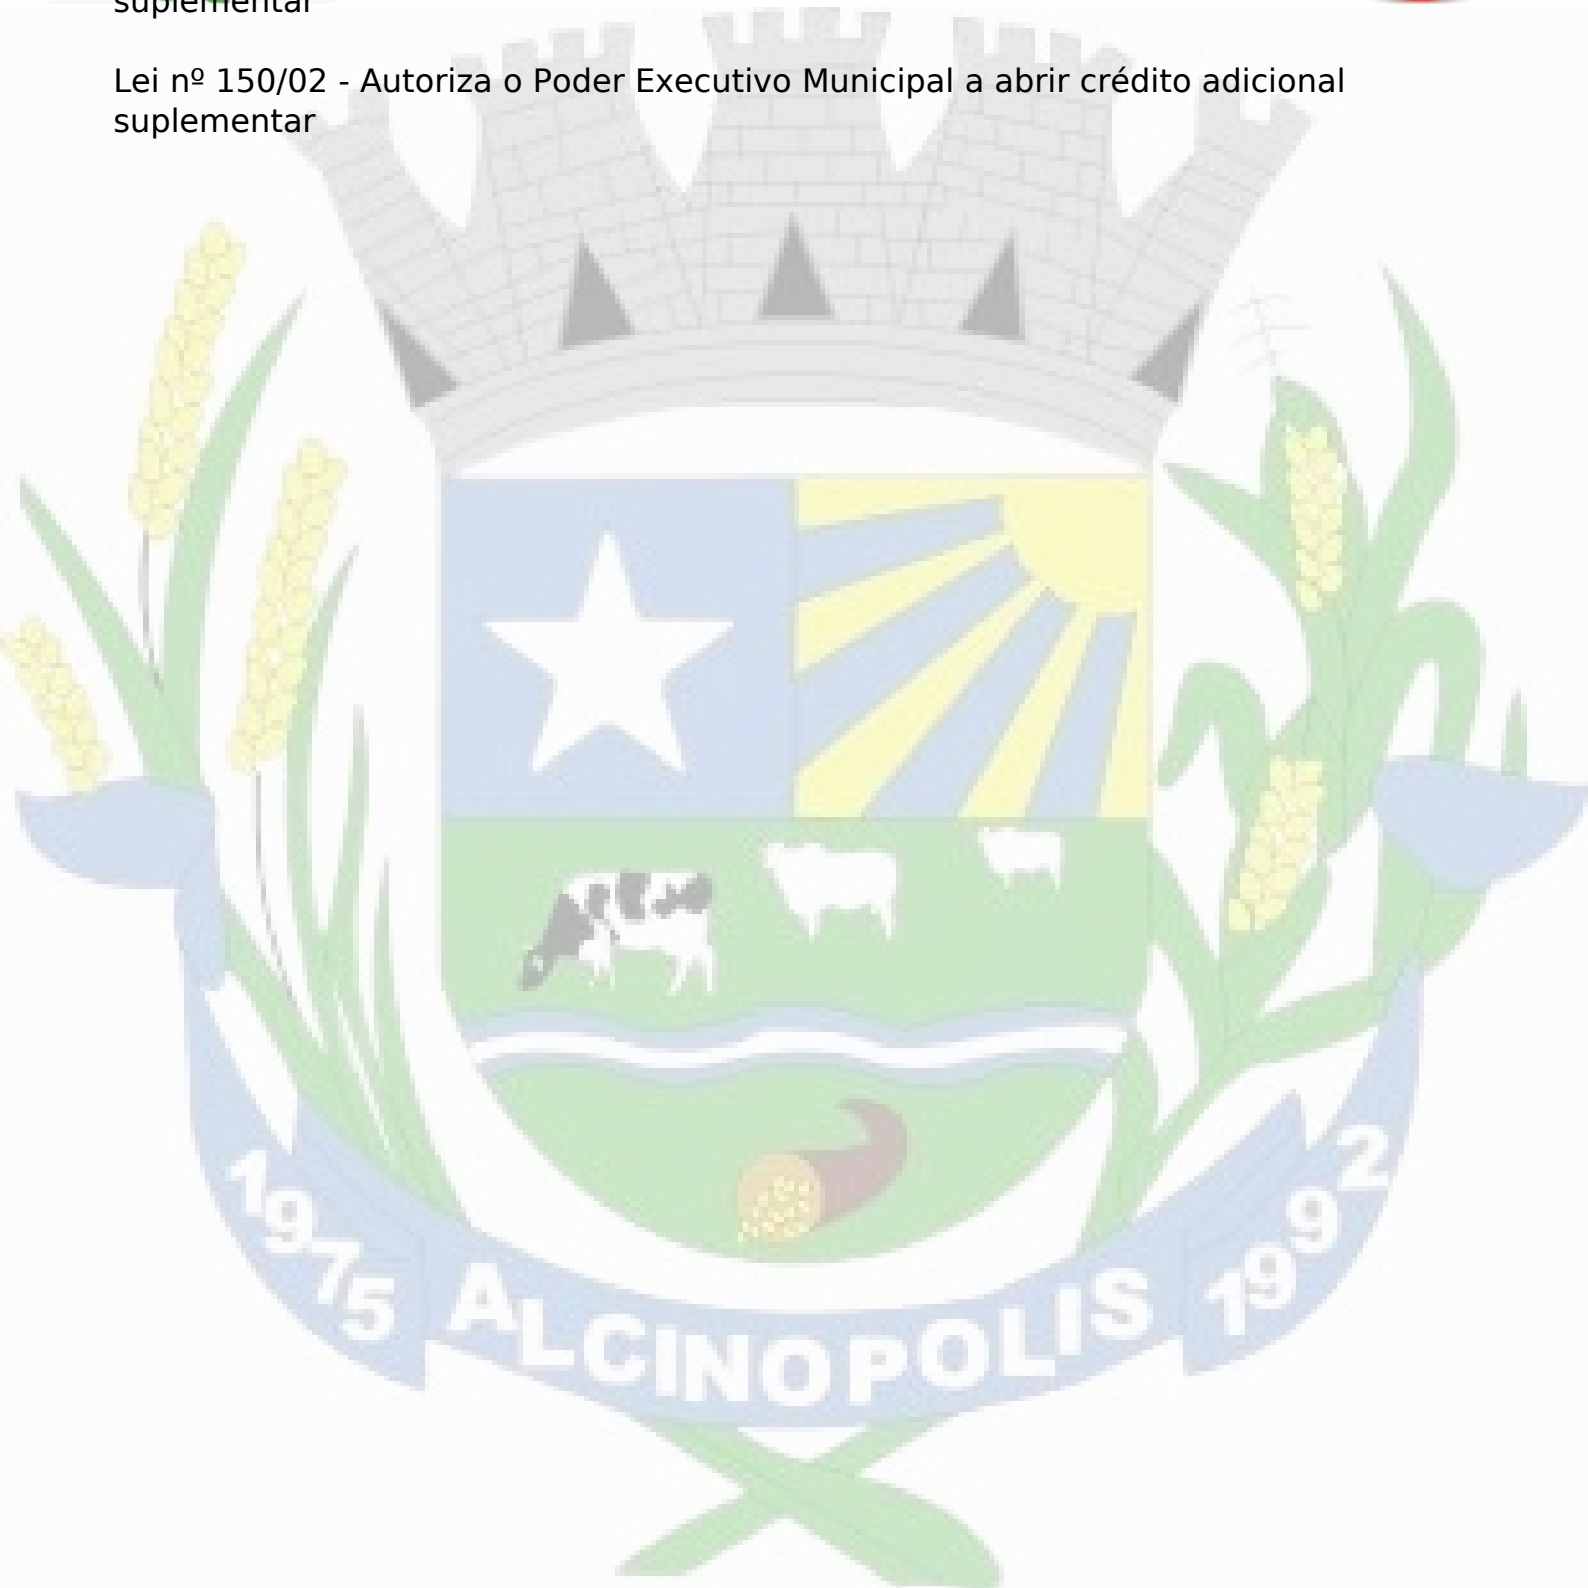 suplementar
Lei nº 150/02 - Autoriza o Poder Executivo Municipal a abrir crédito adicional
suplementar
1975 ALCINOPOLIS 1992